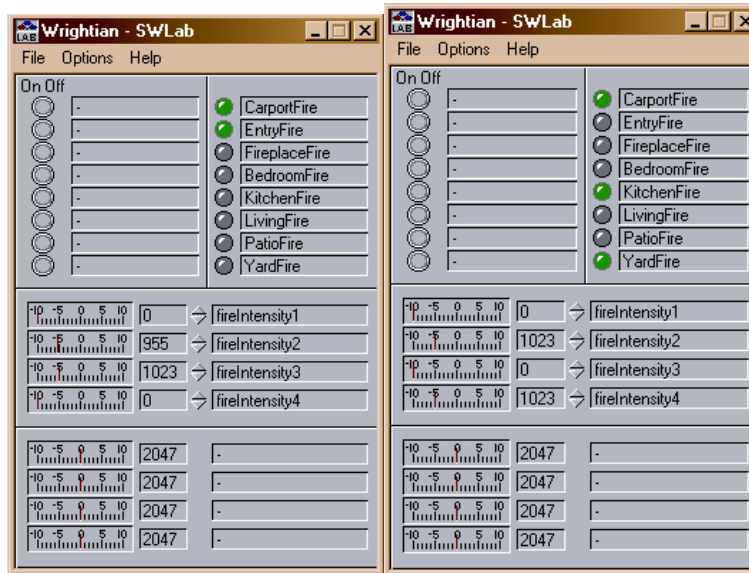 LAB Wrightian - SWLab
File Options Help
On Off
- CarportFire
- EntryFire
- FireplaceFire
- BedroomFire
- KitchenFire
- LivingFire
- PatioFire
- YardFire
-10 -5 0 5 10 0 fireIntensity1
-10 -5 0 5 10 955 fireIntensity2
-10 -5 0 5 10 1023 fireIntensity3
-10 -5 0 5 10 0 fireIntensity4
-10 -5 0 5 10 2047 -
-10 -5 0 5 10 2047 -
-10 -5 0 5 10 2047 -
-10 -5 0 5 10 2047 -
LAB Wrightian - SWLab
File Options Help
On Off
- CarportFire
- EntryFire
- FireplaceFire
- BedroomFire
- KitchenFire
- LivingFire
- PatioFire
- YardFire
-10 -5 0 5 10 0 fireIntensity1
-10 -5 0 5 10 1023 fireIntensity2
-10 -5 0 5 10 0 fireIntensity3
-10 -5 0 5 10 1023 fireIntensity4
-10 -5 0 5 10 2047 -
-10 -5 0 5 10 2047 -
-10 -5 0 5 10 2047 -
-10 -5 0 5 10 2047 -